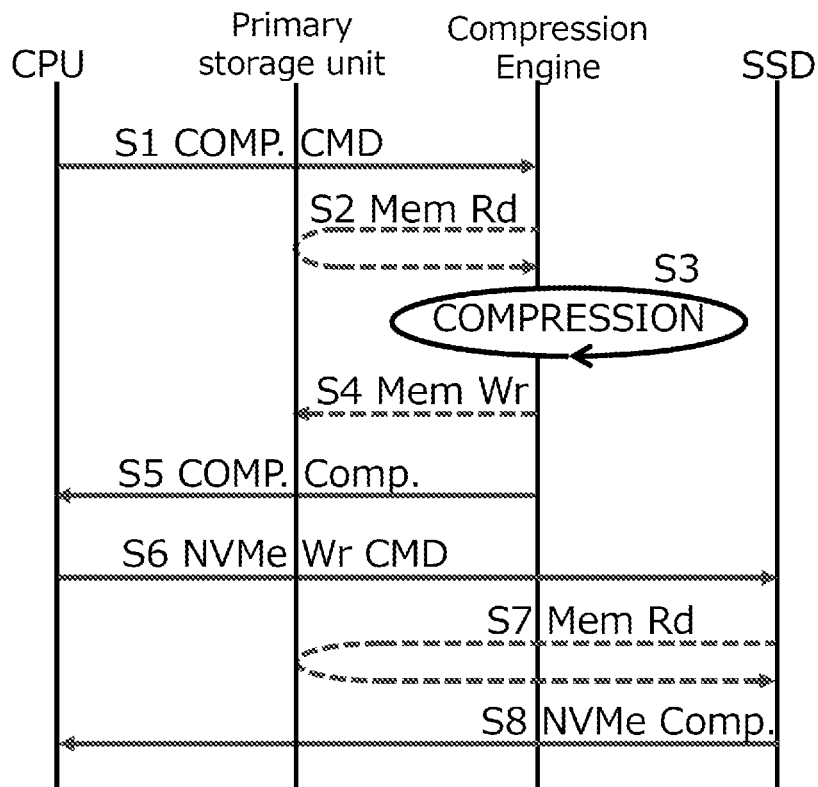 CPU
Primary
storage unit
Compression
Engine
SSD
S1 COMP. CMD
S2 Mem Rd
S3
COMPRESSION
S4 Mem Wr
S5 COMP. Comp.
S6 NVMe Wr CMD
S7 Mem Rd
S8 NVMe Comp.